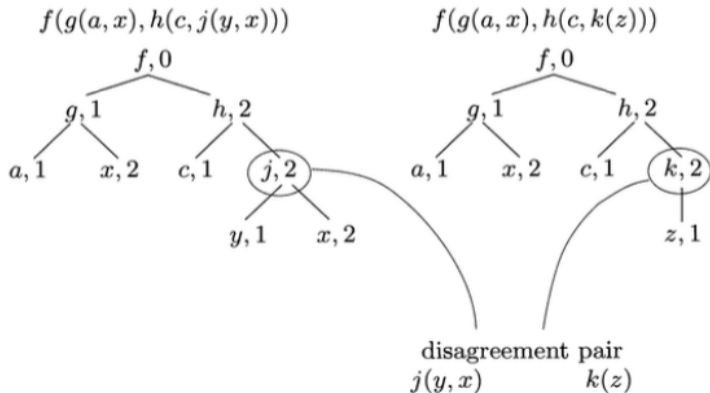 f(g(a, x), h(c, j(y, x))) f(g(a, x), h(c, k(z)))
f, 0 f, 0
g, 1 h, 2 g, 1 h, 2
a, 1 x, 2 c, 1 j, 2 a, 1 x, 2 c, 1 k, 2
y, 1 x, 2 z, 1
disagreement pair
j(y, x) k(z)